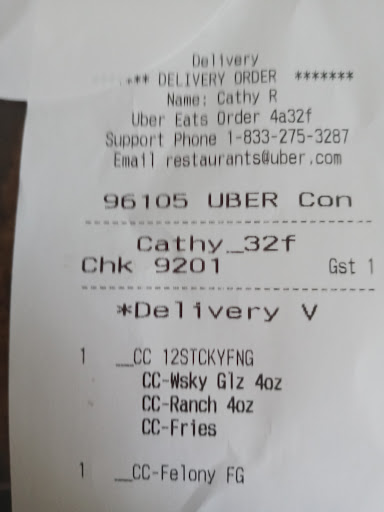 Delivery
*** DELIVERY ORDER *******
Name: Cathy R
Uber Eats Order 4a32f
Support Phone 1-833-275-3287
Email restaurants@uber.com
96105 UBER Con
--------------------------------
Cathy_32f
Chk 9201 Gst 1
--------------------------------
*Delivery V
1 __CC 12STCKYFNG
CC-Wsky Glz 4oz
CC-Ranch 4oz
CC-Fries
1 __CC-Felony FG